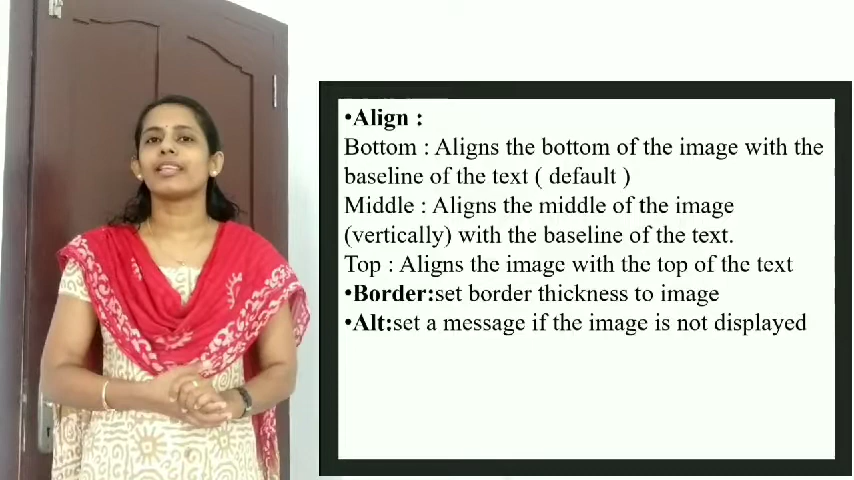 •Align :
Bottom : Aligns the bottom of the image with the
baseline of the text ( default )
Middle : Aligns the middle of the image
(vertically) with the baseline of the text.
Top : Aligns the image with the top of the text
•Border:set border thickness to image
•Alt:set a message if the image is not displayed